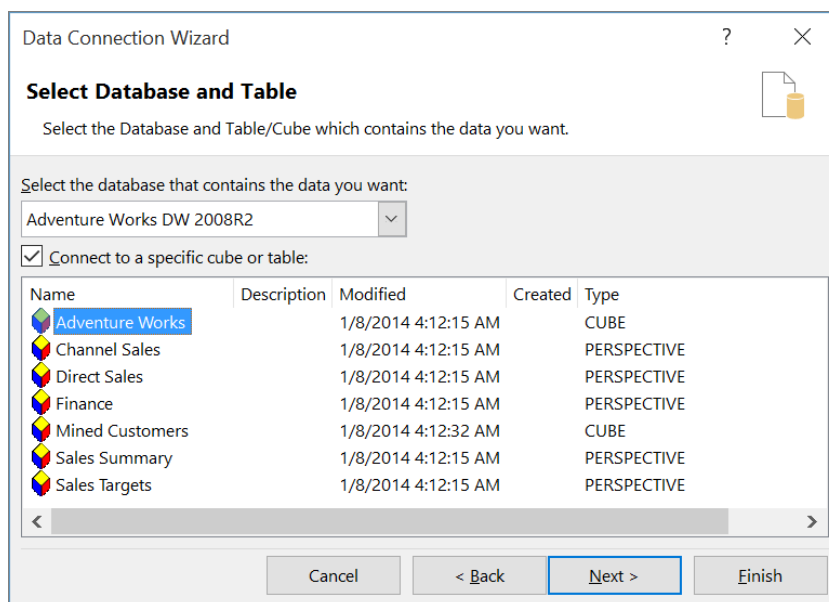 Data Connection Wizard ?
Select Database and Table
Select the Database and Table/Cube which contains the data you want.
Select the database that contains the data you want:
Adventure Works DW 2008R2
Connect to a specific cube or table:
Name Description Modified Created Type
Adventure Works 1/8/2014 4:12:15 AM CUBE
Channel Sales 1/8/2014 4:12:15 AM PERSPECTIVE
Direct Sales 1/8/2014 4:12:15 AM PERSPECTIVE
Finance 1/8/2014 4:12:15 AM PERSPECTIVE
Mined Customers 1/8/2014 4:12:32 AM CUBE
Sales Summary 1/8/2014 4:12:15 AM PERSPECTIVE
Sales Targets 1/8/2014 4:12:15 AM PERSPECTIVE
Cancel < Back Next > Finish